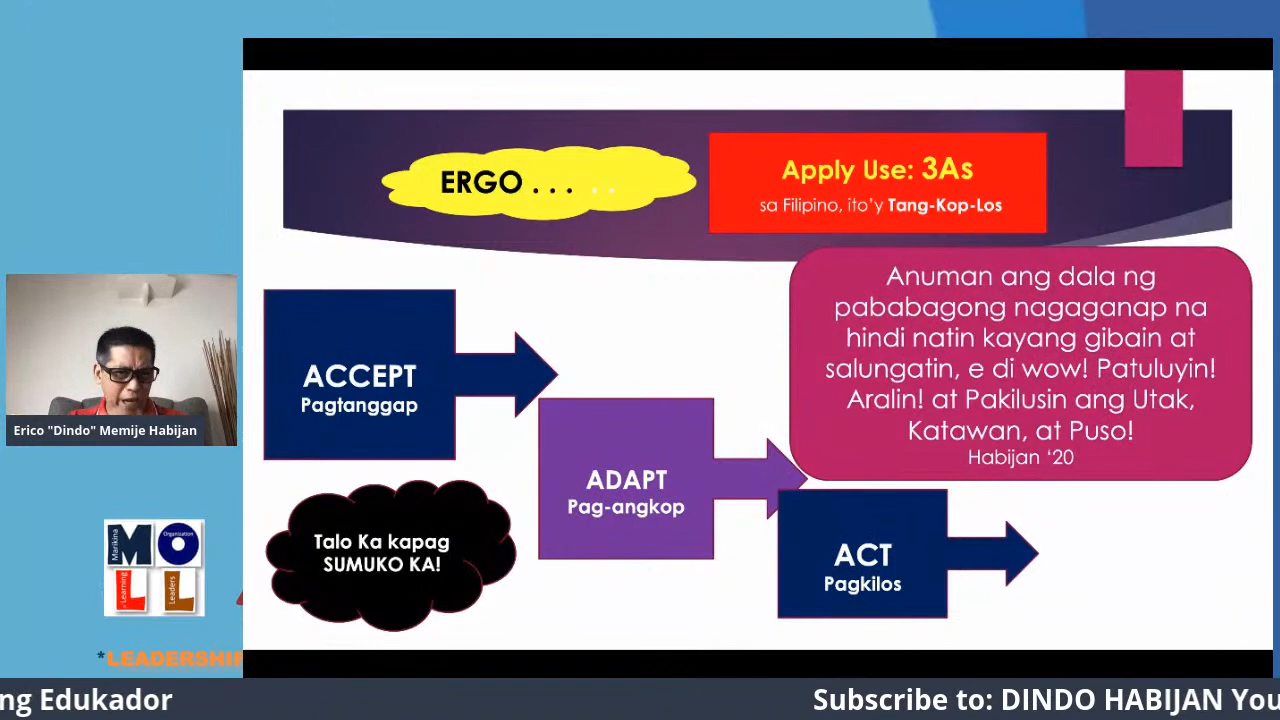 ERGO . . . . .
Apply Use: 3As
sa Filipino, ito'y Tang-Kop-Los
Anuman ang dala ng
pababagong nagaganap na
hindi natin kayang gibain at
salungatin, e di wow! Patuluyin!
Aralin! at Pakilusin ang Utak,
Katawan, at Puso!
Habijan ‘20
ACCEPT
Pagtanggap
ADAPT
Pag-angkop
ACT
Pagkilos
Talo Ka kapag
SUMUKO KA!
Erico "Dindo" Memije Habijan
Marikina
Organization
of Learning
Leaders
*LEADERSHI
ng Edukador
Subscribe to: DINDO HABIJAN You